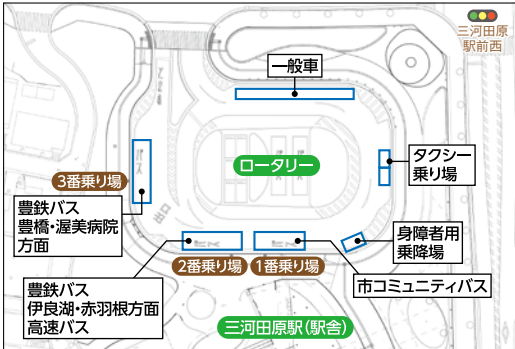 三河田原
駅前西
一般車
ロータリー
タクシー
乗り場
3番乗り場
豊鉄バス
豊橋・渥美病院
方面
出口
身障者用
乗降場
2番乗り場
1番乗り場
市コミュニティバス
豊鉄バス
伊良湖・赤羽根方面
高速バス
三河田原駅（駅舎）